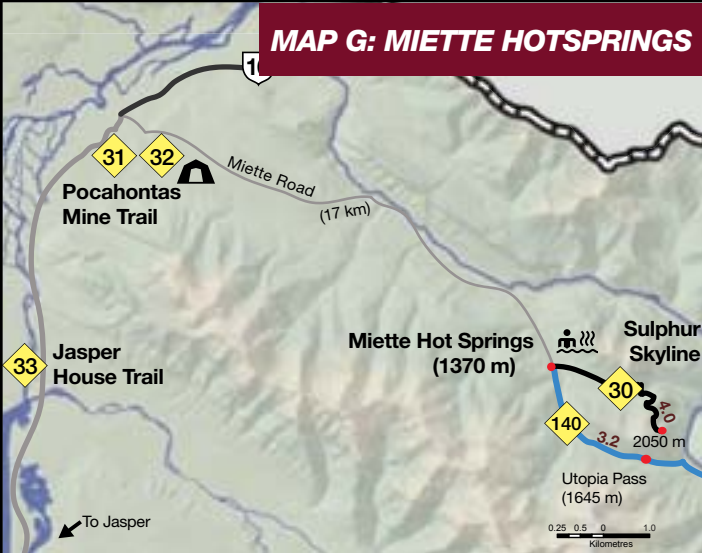 MAP G: MIETTE HOTSPRINGS
31
32
Pocahontas
Mine Trail
Miette Road
(17 km)
Miette Hot Springs
(1370 m)
Sulphur
Skyline
33
Jasper
House Trail
30
4.0
140
3.2
2050 m
Utopia Pass
(1645 m)
To Jasper
0.25 0.5 0 1.0
Kilometres